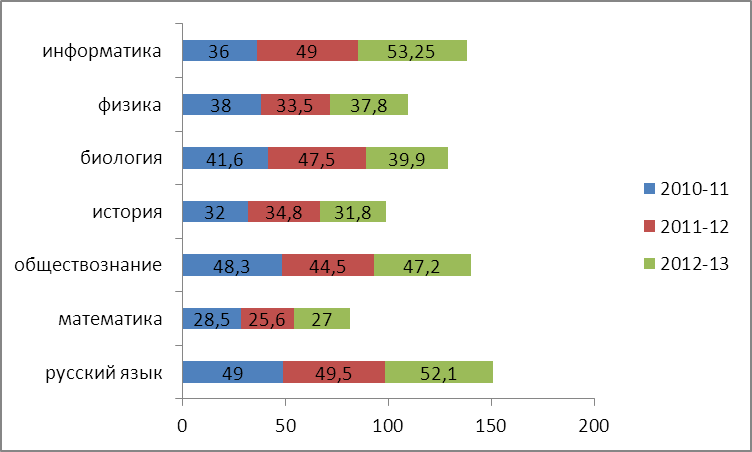 информатика 36 49 53,25
физика 38 33,5 37,8
биология 41,6 47,5 39,9
история 32 34,8 31,8
обществознание 48,3 44,5 47,2
математика 28,5 25,6 27
русский язык 49 49,5 52,1
0 50 100 150 200
2010-11
2011-12
2012-13